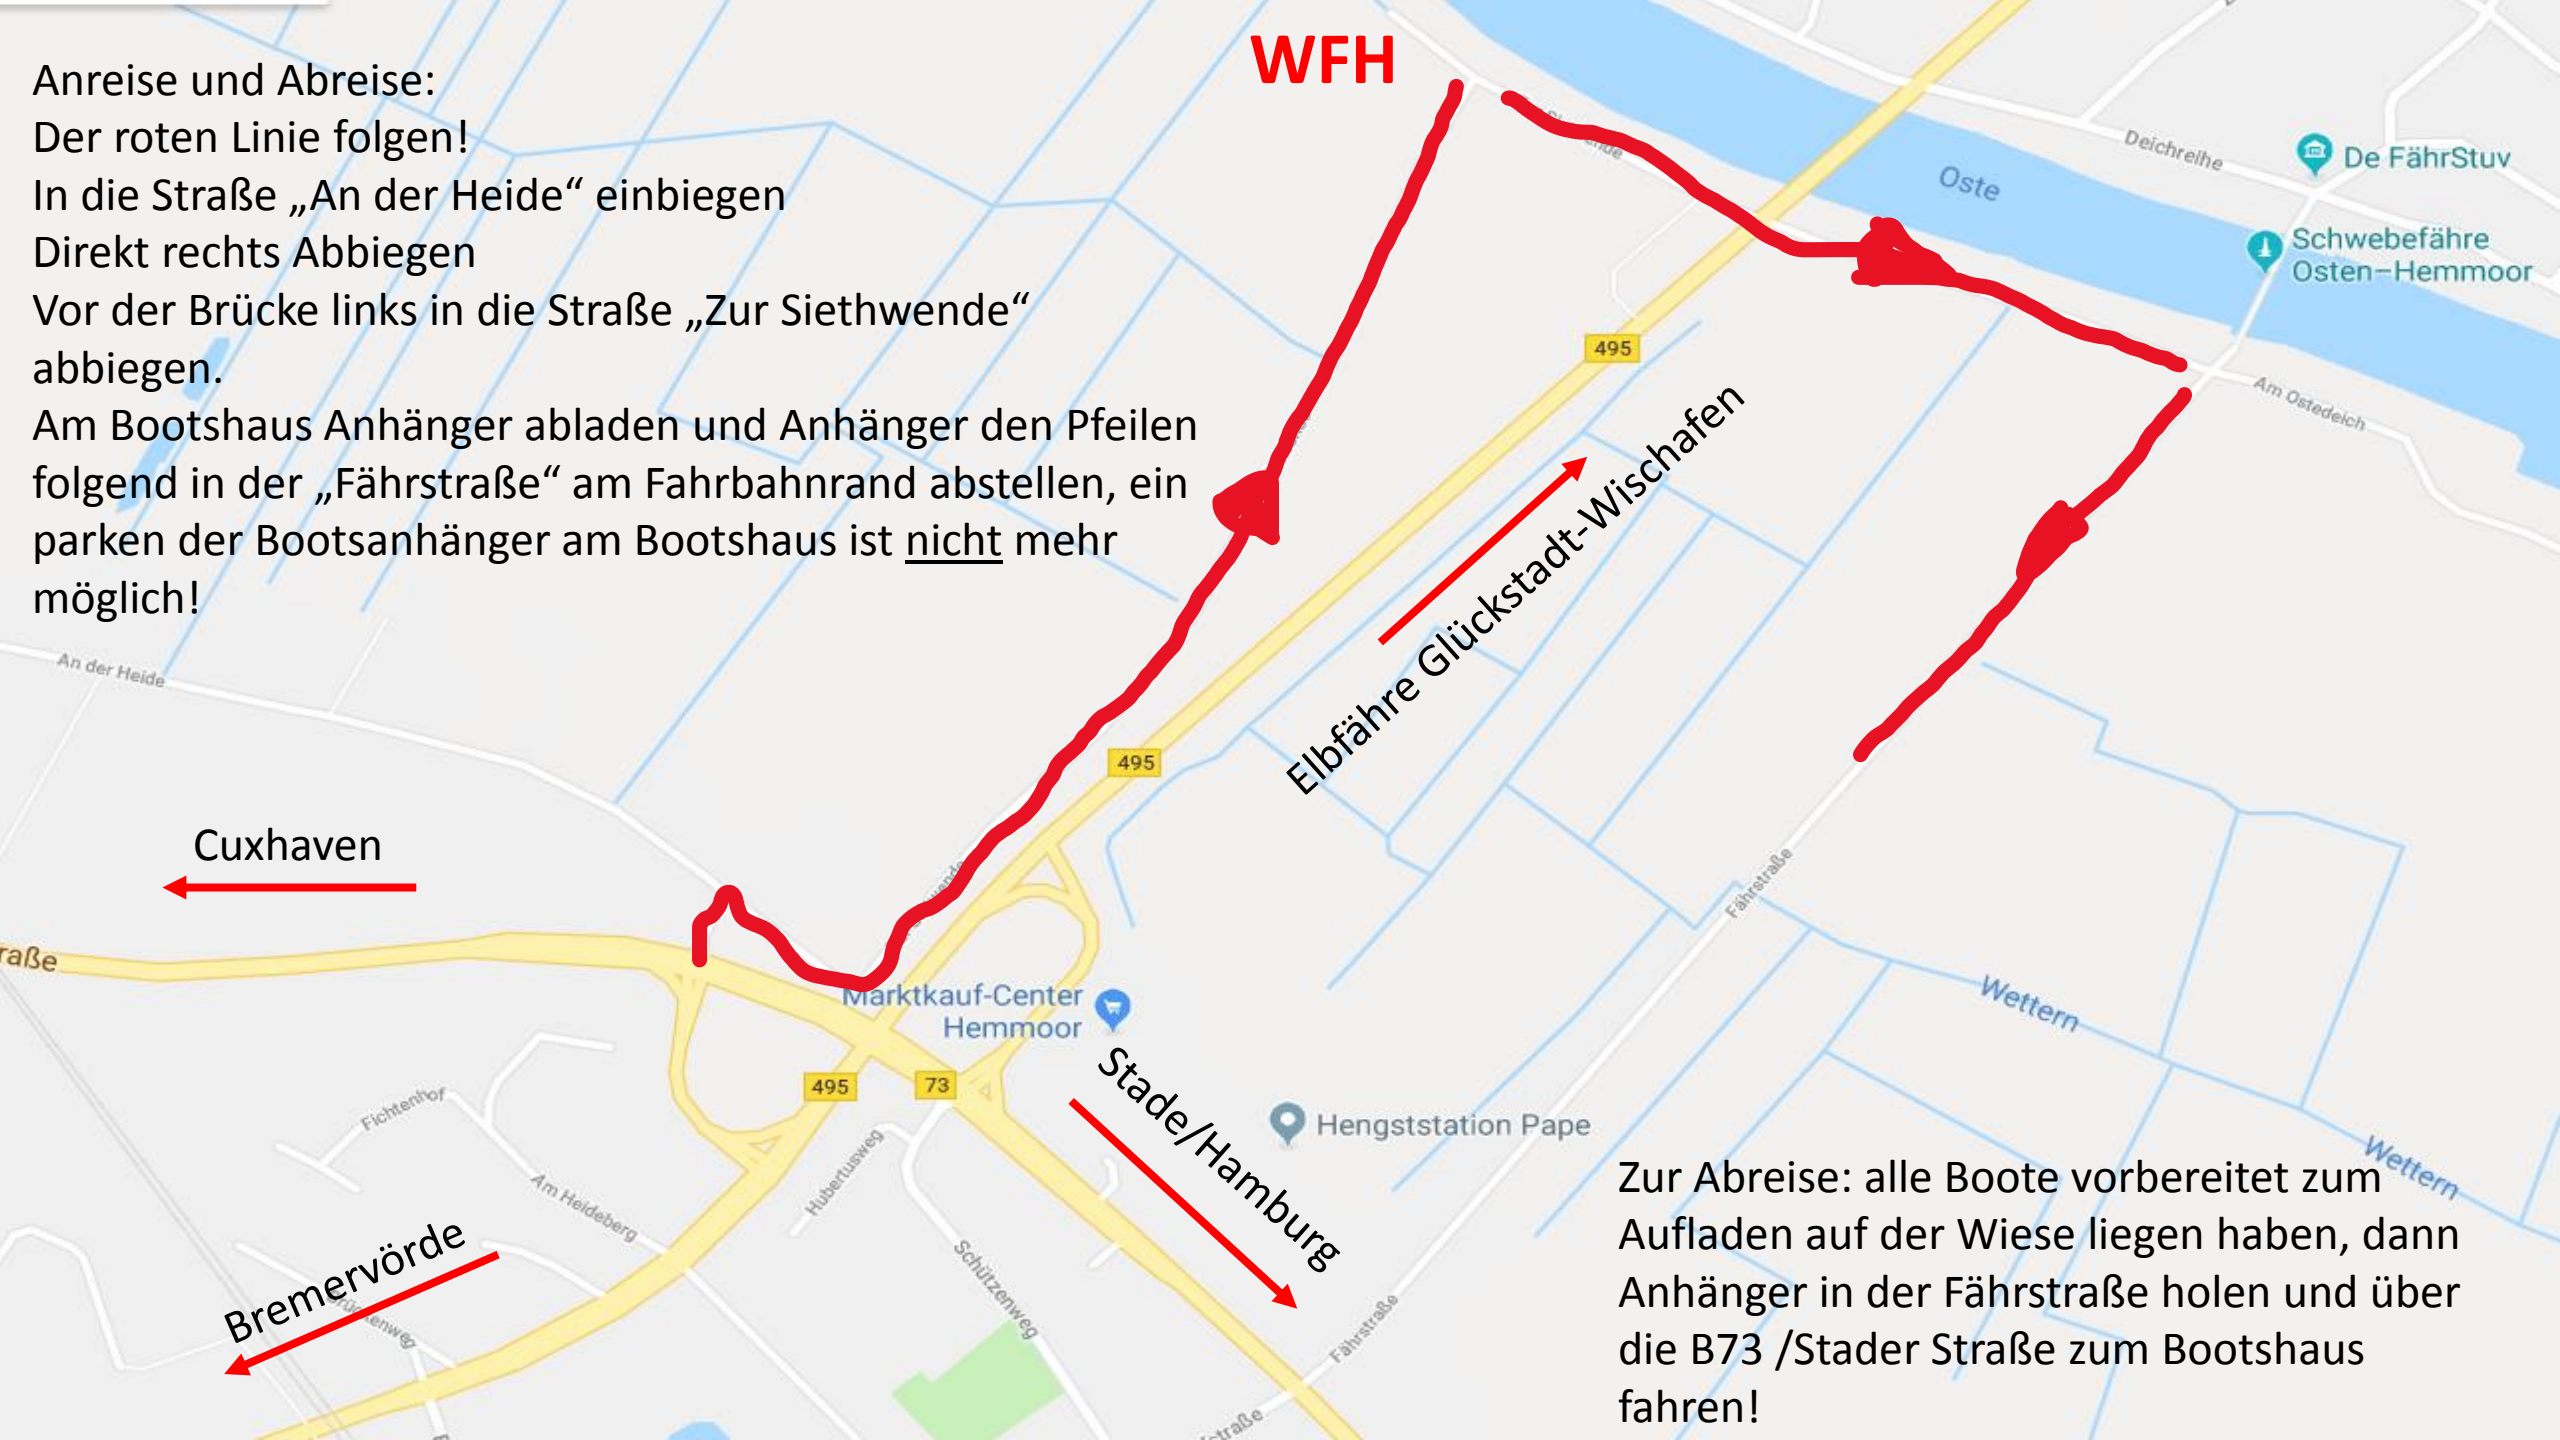 WFH
Anreise und Abreise:
Der roten Linie folgen!
In die Straße „An der Heide“ einbiegen
Direkt rechts Abbiegen
Vor der Brücke links in die Straße „Zur Siethwende“
abbiegen.
Am Bootshaus Anhänger abladen und Anhänger den Pfeilen
folgend in der „Fährstraße“ am Fahrbahnrand abstellen, ein
parken der Bootsanhänger am Bootshaus ist nicht mehr
möglich!
Deichreihe
De FährStuv
Oste
Schwebefähre
Osten–Hemmoor
495
Am Ostedeich
Elbfähre Glückstadt-Wischafen
An der Heide
495
Cuxhaven
Fährstraße
raße
Marktkauf-Center
Hemmoor
Wettern
495
73
Stade/Hamburg
Fichtenhof
Hubertusweg
Hengststation Pape
Wettern
Am Heideberg
Bremervörde
Schützenweg
Fährstraße
enweg
straße
Zur Abreise: alle Boote vorbereitet zum
Aufladen auf der Wiese liegen haben, dann
Anhänger in der Fährstraße holen und über
die B73 /Stader Straße zum Bootshaus
fahren!